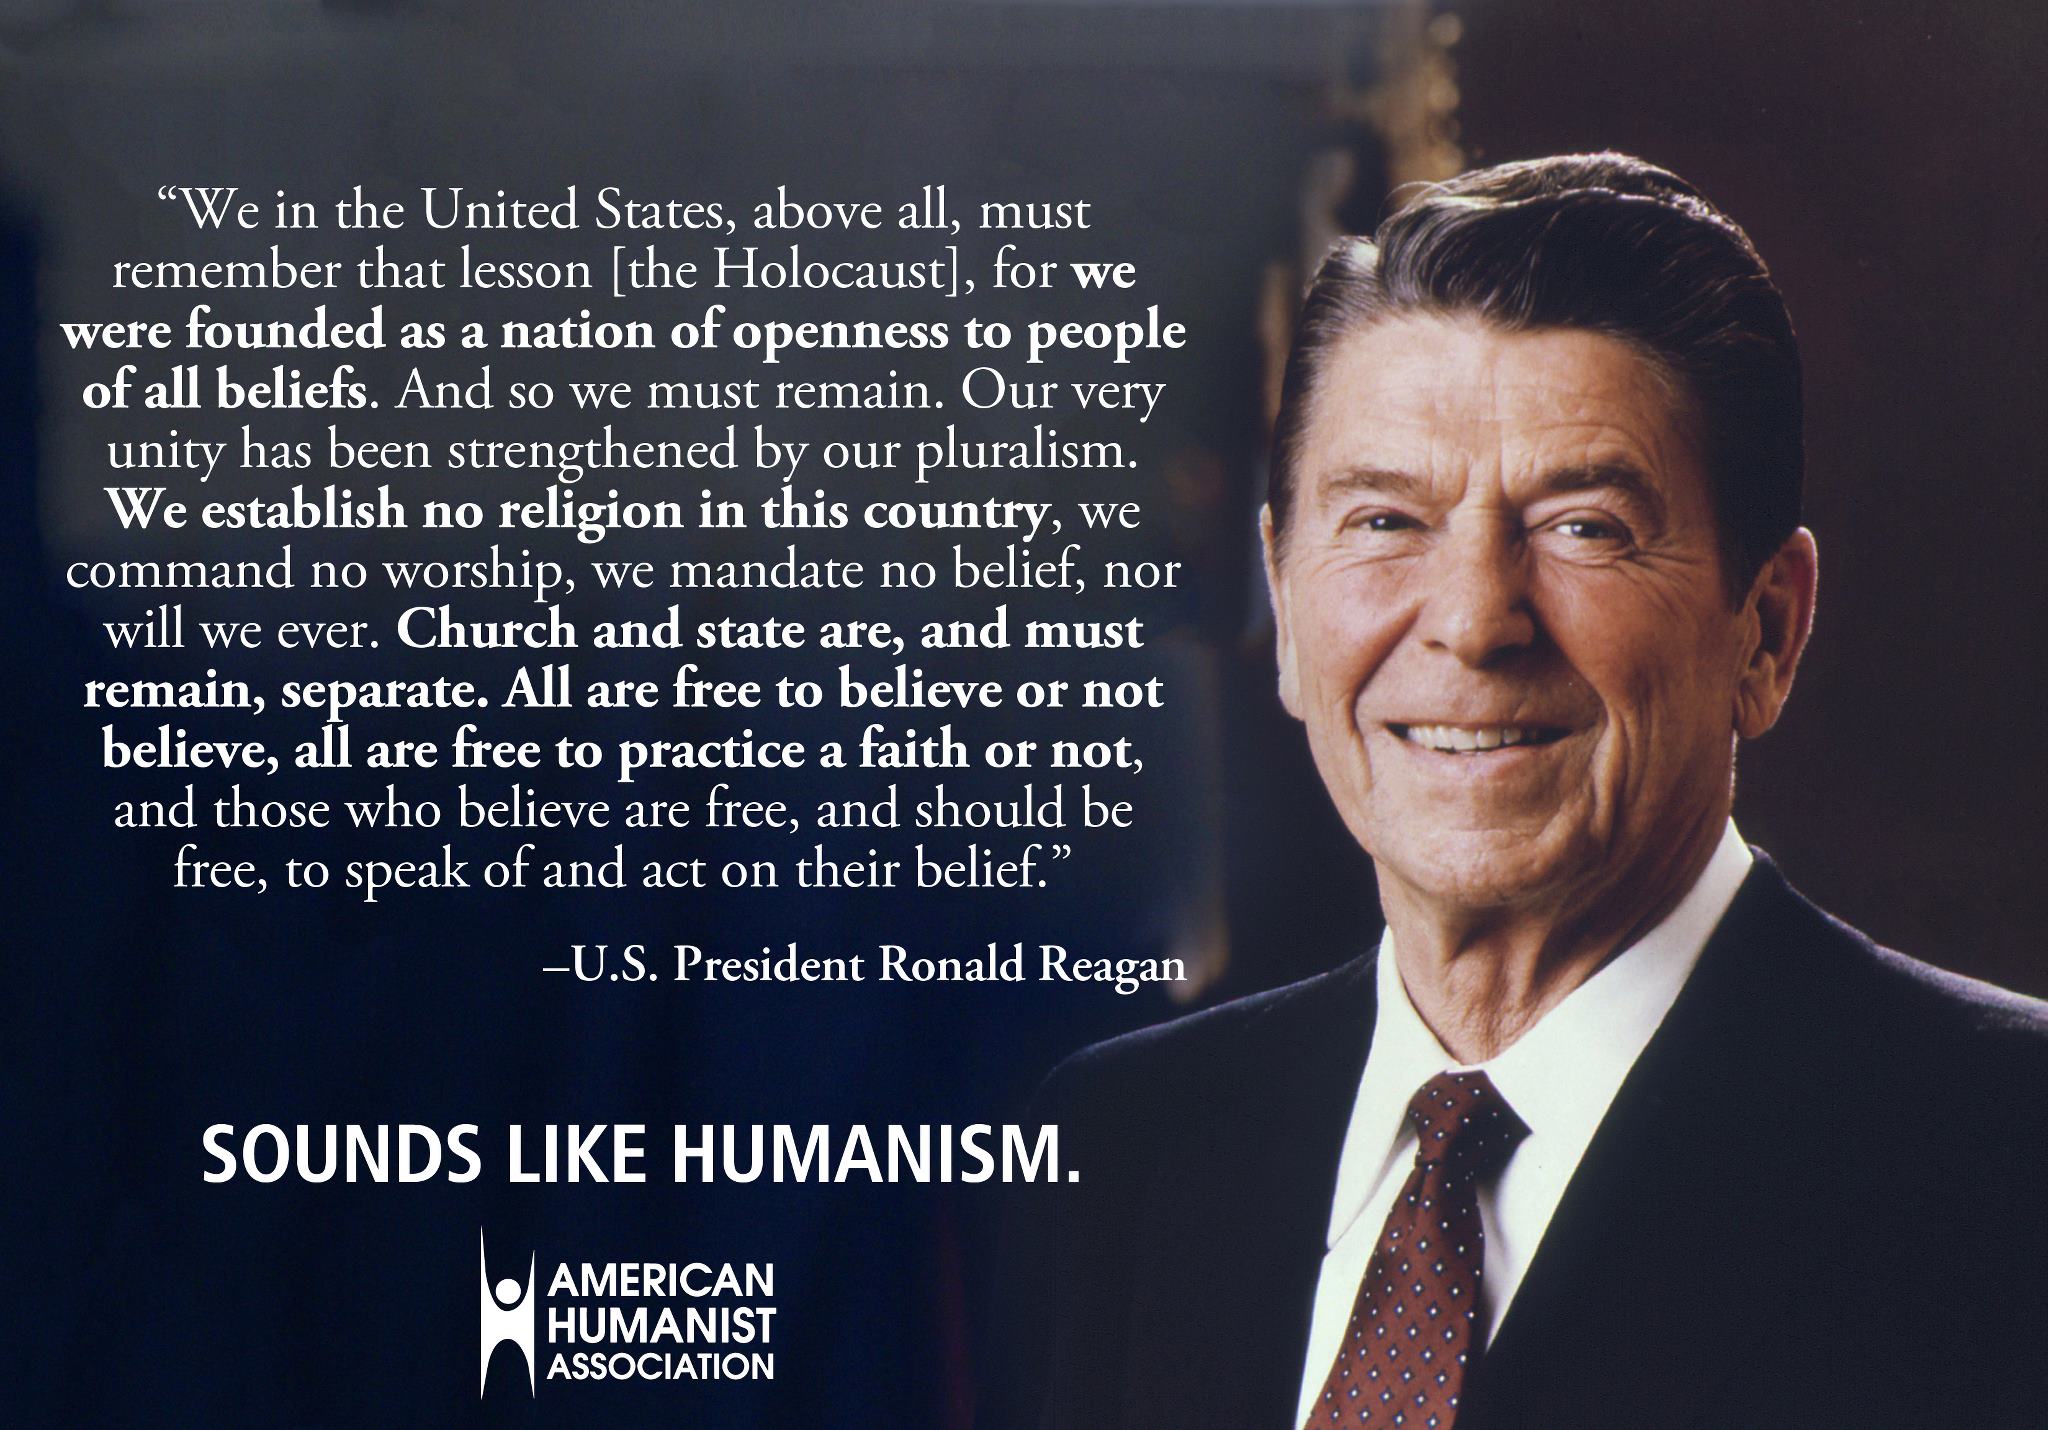 “We in the United States, above all, must
remember that lesson [the Holocaust], for we
were founded as a nation of openness to people
of all beliefs. And so we must remain. Our very
unity has been strengthened by our pluralism.
We establish no religion in this country, we
command no worship, we mandate no belief, nor
will we ever. Church and state are, and must
remain, separate. All are free to believe or not
believe, all are free to practice a faith or not,
and those who believe are free, and should be
free, to speak of and act on their belief.”
–U.S. President Ronald Reagan
SOUNDS LIKE HUMANISM.
AMERICAN
HUMANIST
ASSOCIATION